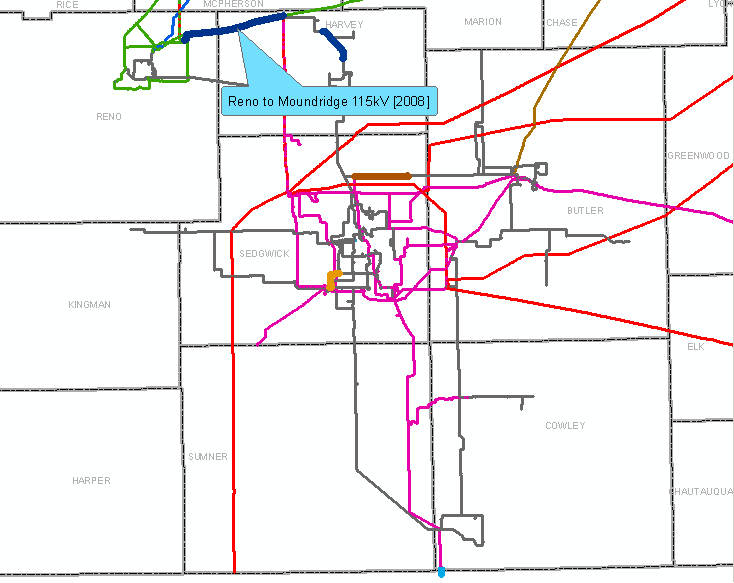 RICE
MCPHERSON
MARION
CHASE
LYO
HARVEY
Reno to Moundridge 115kV [2008]
RENO
GREENWOOD
BUTLER
SEDGWICK
KINGMAN
ELK
COWLEY
SUMNER
HARPER
HAUTAUQUA